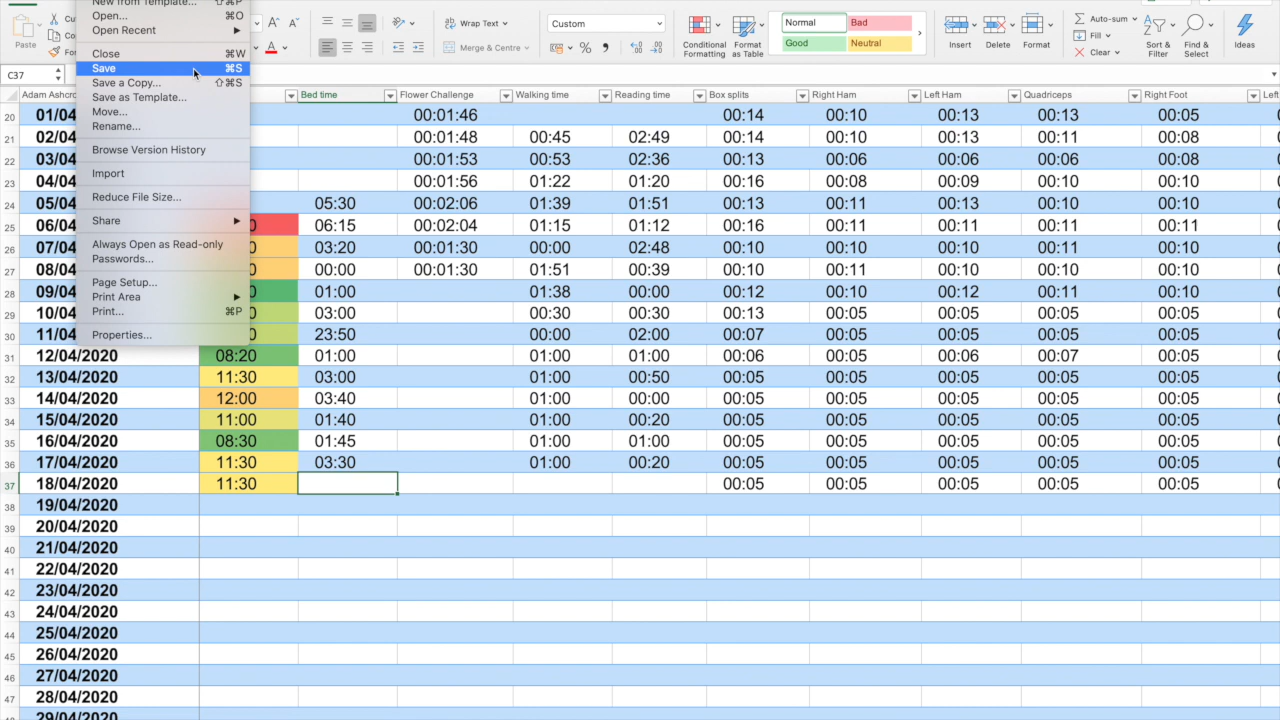 New from Template... ⇧⌘P
Open... ⌘O
Open Recent
Close ⌘W
Save ⌘S
Save a Copy... ⇧⌘S
Save as Template...
Move...
Rename...
Browse Version History
Import
Reduce File Size...
Share
Always Open as Read-only
Passwords...
Page Setup...
Print Area
Print... ⌘P
Properties...
Paste
Wrap Text
Merge & Centre
Custom
Conditional Formatting
Format as Table
Normal Bad
Good Neutral
Insert
Delete
Format
Auto-sum
Fill
Clear
Sort & Filter
Find & Select
Ideas
C37
Adam Ashcro Bed time Flower Challenge Walking time Reading time Box splits Right Ham Left Ham Quadriceps Right Foot Lef
20 01/04 00:01:46 00:14 00:10 00:13 00:13 00:05
21 02/04 00:01:48 00:45 02:49 00:14 00:10 00:13 00:11 00:08
22 03/04 00:01:53 00:53 02:36 00:13 00:06 00:06 00:06 00:08
23 04/04 00:01:56 01:22 01:20 00:16 00:08 00:09 00:10 00:10
24 05/04 05:30 00:02:06 01:39 01:51 00:13 00:11 00:13 00:10 00:10
25 06/04 0 06:15 00:02:04 01:15 01:12 00:16 00:11 00:11 00:11 00:11
26 07/04 0 03:20 00:01:30 00:00 02:48 00:10 00:10 00:10 00:11 00:10
27 08/04 0 00:00 00:01:30 01:51 00:39 00:10 00:11 00:10 00:10 00:10
28 09/04 0 01:00 01:38 00:00 00:12 00:10 00:12 00:11 00:10
29 10/04 0 03:00 00:30 00:30 00:13 00:10 00:10 00:10 00:10
30 11/04 0 23:50 00:00 02:00 00:07 00:05 00:05 00:05 00:05
31 12/04/2020 08:20 01:00 01:00 01:00 00:06 00:05 00:06 00:07 00:05
32 13/04/2020 11:30 03:00 01:00 00:50 00:05 00:05 00:05 00:05 00:05
33 14/04/2020 12:00 03:40 01:00 00:00 00:05 00:05 00:05 00:05 00:05
34 15/04/2020 11:00 01:40 01:00 00:20 00:05 00:05 00:05 00:05 00:05
35 16/04/2020 08:30 01:45 01:00 01:00 00:05 00:05 00:05 00:05 00:05
36 17/04/2020 11:30 03:30 01:00 00:20 00:05 00:05 00:05 00:05 00:05
37 18/04/2020 11:30 00:05 00:05 00:05 00:05 00:05
38 19/04/2020
39 20/04/2020
40 21/04/2020
41 22/04/2020
42 23/04/2020
43 24/04/2020
44 25/04/2020
45 26/04/2020
46 27/04/2020
47 28/04/2020
48 29/04/2020